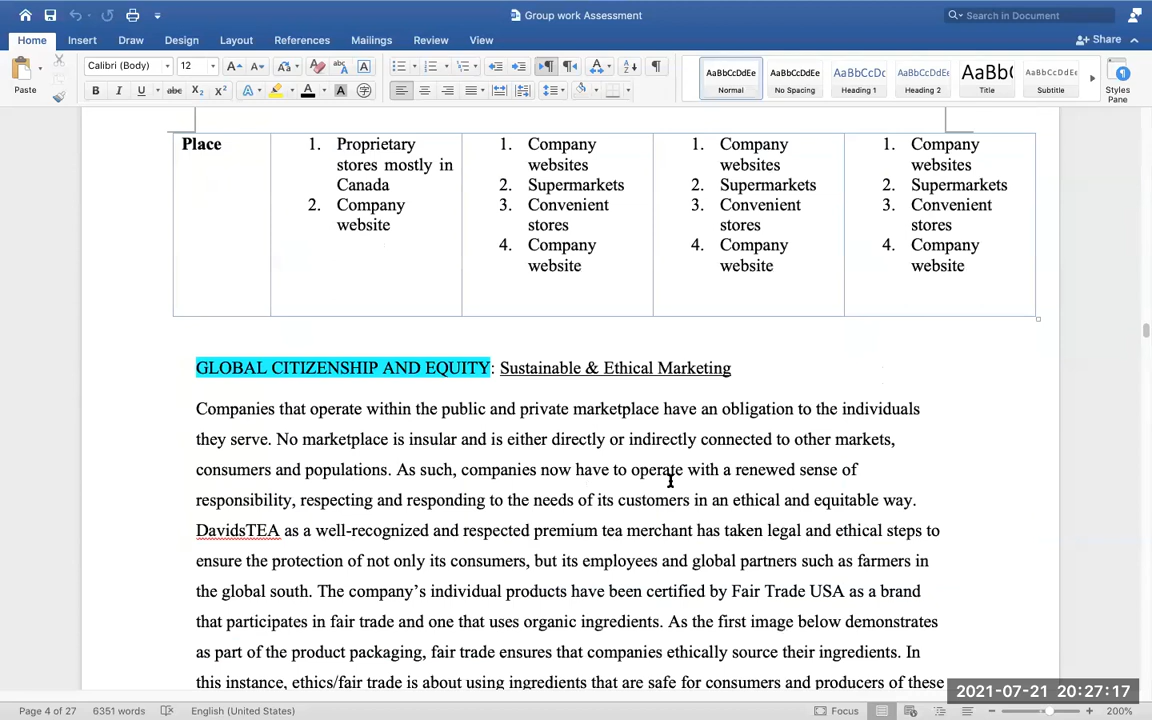 Group work Assessment
Search in Document
Home Insert Draw Design Layout References Mailings Review View
Share
Paste
Calibri (Body) 12
AaBbCcDdEe AaBbCcDdEe AaBbCcDc AaBbCcDdEe AaBb( AaBbCcDdEe
Normal No Spacing Heading 1 Heading 2 Title Subtitle
Styles
Pane
Place
1. Proprietary stores mostly in Canada
2. Company website
1. Company websites
2. Supermarkets
3. Convenient stores
4. Company website
1. Company websites
2. Supermarkets
3. Convenient stores
4. Company website
1. Company websites
2. Supermarkets
3. Convenient stores
4. Company website
GLOBAL CITIZENSHIP AND EQUITY: Sustainable & Ethical Marketing
Companies that operate within the public and private marketplace have an obligation to the individuals
they serve. No marketplace is insular and is either directly or indirectly connected to other markets,
consumers and populations. As such, companies now have to operate with a renewed sense of
responsibility, respecting and responding to the needs of its customers in an ethical and equitable way.
DavidsTEA as a well-recognized and respected premium tea merchant has taken legal and ethical steps to
ensure the protection of not only its consumers, but its employees and global partners such as farmers in
the global south. The company's individual products have been certified by Fair Trade USA as a brand
that participates in fair trade and one that uses organic ingredients. As the first image below demonstrates
as part of the product packaging, fair trade ensures that companies ethically source their ingredients. In
this instance, ethics/fair trade is about using ingredients that are safe for consumers and producers of these
2021-07-21 20:27:17
Page 4 of 27 6351 words English (United States) Focus 200%